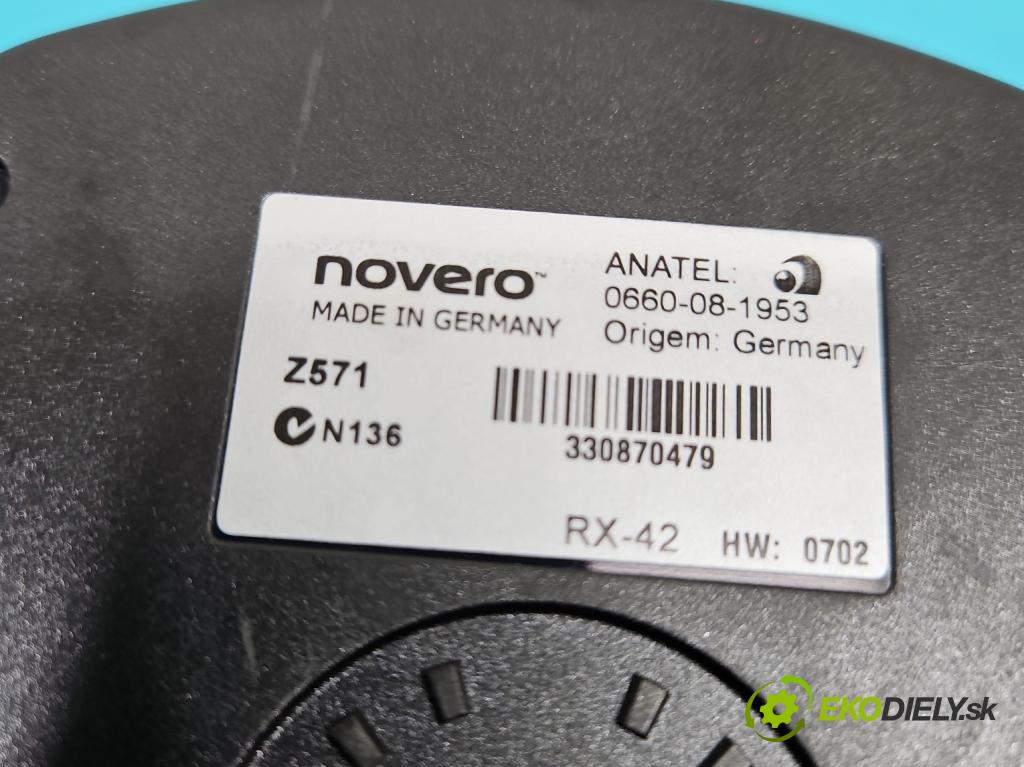 novero™
MADE IN GERMANY
ANATEL:
0660-08-1953
Origem: Germany
Z571
N136
330870479
RX-42 HW: 0702
EKODIELY.sk